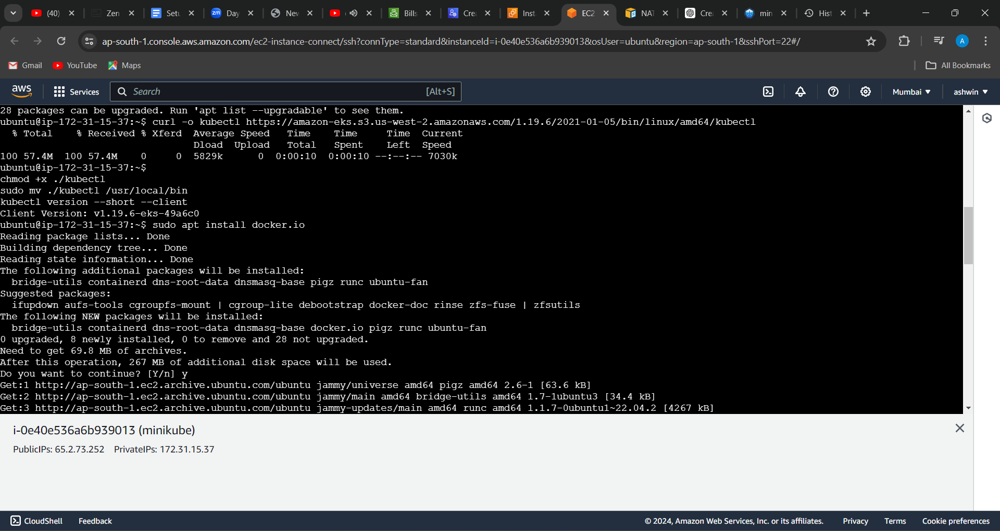 (40)
Zen
Setu
zm
Day
New
Bills
Crea
Inst
EC2
NAT
Crea
min
Hist
ap-south-1.console.aws.amazon.com/ec2-instance-connect/ssh?connType=standard&instanceId=i-0e40e536a6b939013&osUser=ubuntu&region=ap-south-1&sshPort=22#/
A
Gmail
YouTube
Maps
All Bookmarks
aws
Services
Search
[Alt+S]
Mumbai
ashwin
28 packages can be upgraded. Run 'apt list --upgradable' to see them.
ubuntu@ip-172-31-15-37:~$ curl -o kubectl https://amazon-eks.s3.us-west-2.amazonaws.com/1.19.6/2021-01-05/bin/linux/amd64/kubectl
% Total % Received % Xferd Average Speed Time Time Time Current
Dload Upload Total Spent Left Speed
100 57.4M 100 57.4M 0 0 5829k 0 0:00:10 0:00:10 --:--:-- 7030k
ubuntu@ip-172-31-15-37:~$
chmod +x ./kubectl
sudo mv ./kubectl /usr/local/bin
kubectl version --short --client
Client Version: v1.19.6-eks-49a6c0
ubuntu@ip-172-31-15-37:~$ sudo apt install docker.io
Reading package lists... Done
Building dependency tree... Done
Reading state information... Done
The following additional packages will be installed:
bridge-utils containerd dns-root-data dnsmasq-base pigz runc ubuntu-fan
Suggested packages:
ifupdown aufs-tools cgroupfs-mount | cgroup-lite debootstrap docker-doc rinse zfs-fuse | zfsutils
The following NEW packages will be installed:
bridge-utils containerd dns-root-data dnsmasq-base docker.io pigz runc ubuntu-fan
0 upgraded, 8 newly installed, 0 to remove and 28 not upgraded.
Need to get 69.8 MB of archives.
After this operation, 267 MB of additional disk space will be used.
Do you want to continue? [Y/n] y
Get:1 http://ap-south-1.ec2.archive.ubuntu.com/ubuntu jammy/universe amd64 pigz amd64 2.6-1 [63.6 kB]
Get:2 http://ap-south-1.ec2.archive.ubuntu.com/ubuntu jammy/main amd64 bridge-utils amd64 1.7-1ubuntu3 [34.4 kB]
Get:3 http://ap-south-1.ec2.archive.ubuntu.com/ubuntu jammy-updates/main amd64 runc amd64 1.1.7-0ubuntu1~22.04.2 [4267 kB]
i-0e40e536a6b939013 (minikube)
PublicIPs: 65.2.73.252 PrivateIPs: 172.31.15.37
CloudShell
Feedback
© 2024, Amazon Web Services, Inc. or its affiliates.
Privacy
Terms
Cookie preferences